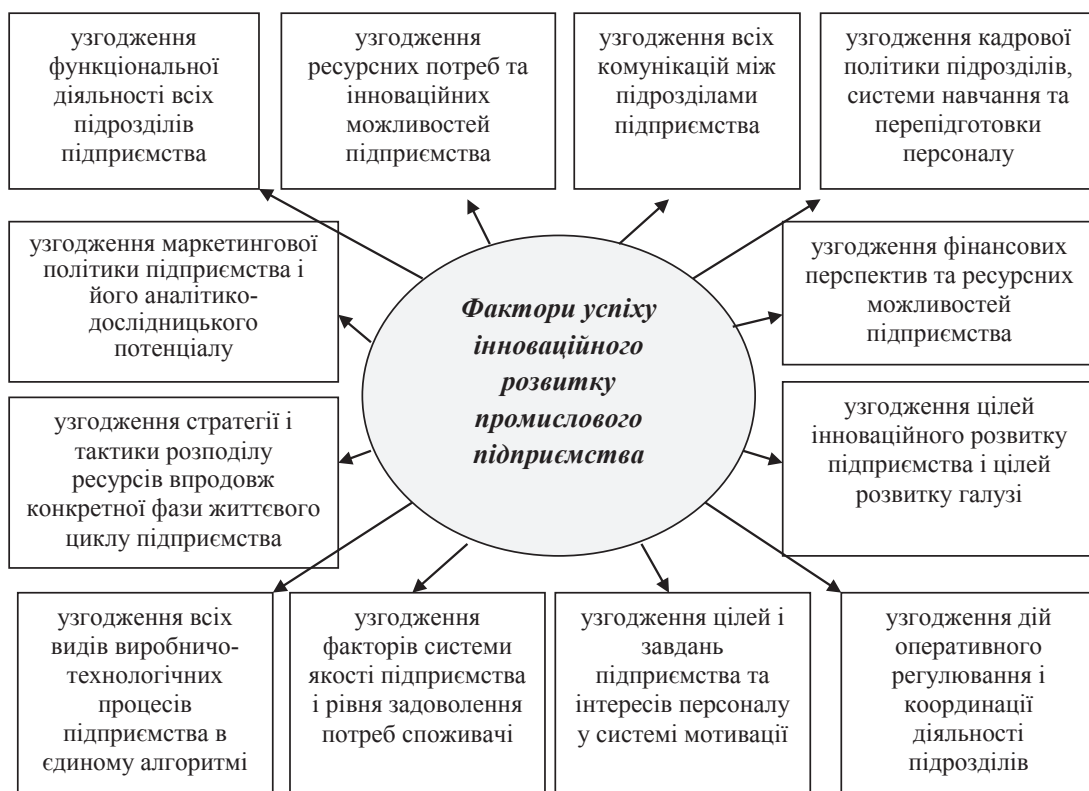 узгодження
функціональної
діяльності всіх
підрозділів
підприємства
узгодження
ресурсних потреб та
інноваційних
можливостей
підприємства
узгодження всіх
комунікацій між
підрозділами
підприємства
узгодження кадрової
політики підрозділів,
системи навчання та
перепідготовки
персоналу
узгодження маркетингової
політики підприємства і
його аналітико-
дослідницького
потенціалу
Фактори успіху
інноваційного
розвитку
промислового
підприємства
узгодження фінансових
перспектив та ресурсних
можливостей
підприємства
узгодження стратегії і
тактики розподілу
ресурсів впродовж
конкретної фази життєвого
циклу підприємства
узгодження цілей
інноваційного розвитку
підприємства і цілей
розвитку галузі
узгодження всіх
видів виробничо-
технологічних
процесів
підприємства в
єдиному алгоритмі
узгодження
факторів системи
якості підприємства
і рівня задоволення
потреб споживачі
узгодження цілей і
завдань
підприємства та
інтересів персоналу
у системі мотивації
узгодження дій
оперативного
регулювання і
координації
діяльності
підрозділів